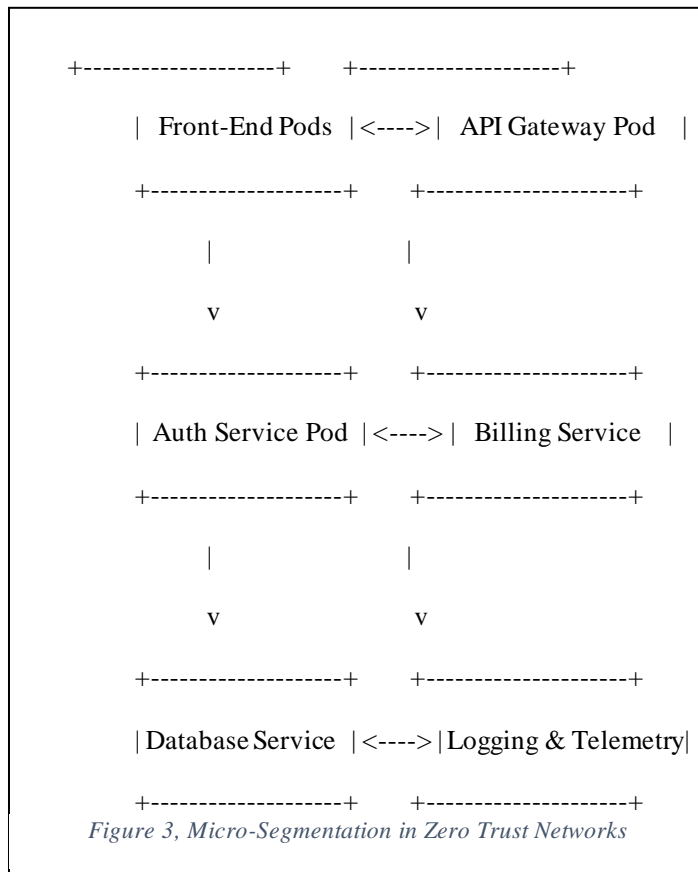 +--------------------+ +---------------------+
| Front-End Pods |<---->| API Gateway Pod |
+--------------------+ +---------------------+
| |
v v
+--------------------+ +---------------------+
| Auth Service Pod |<---->| Billing Service |
+--------------------+ +---------------------+
| |
v v
+--------------------+ +---------------------+
| Database Service |<---->| Logging & Telemetry|
+--------------------+ +---------------------+
Figure 3, Micro-Segmentation in Zero Trust Networks